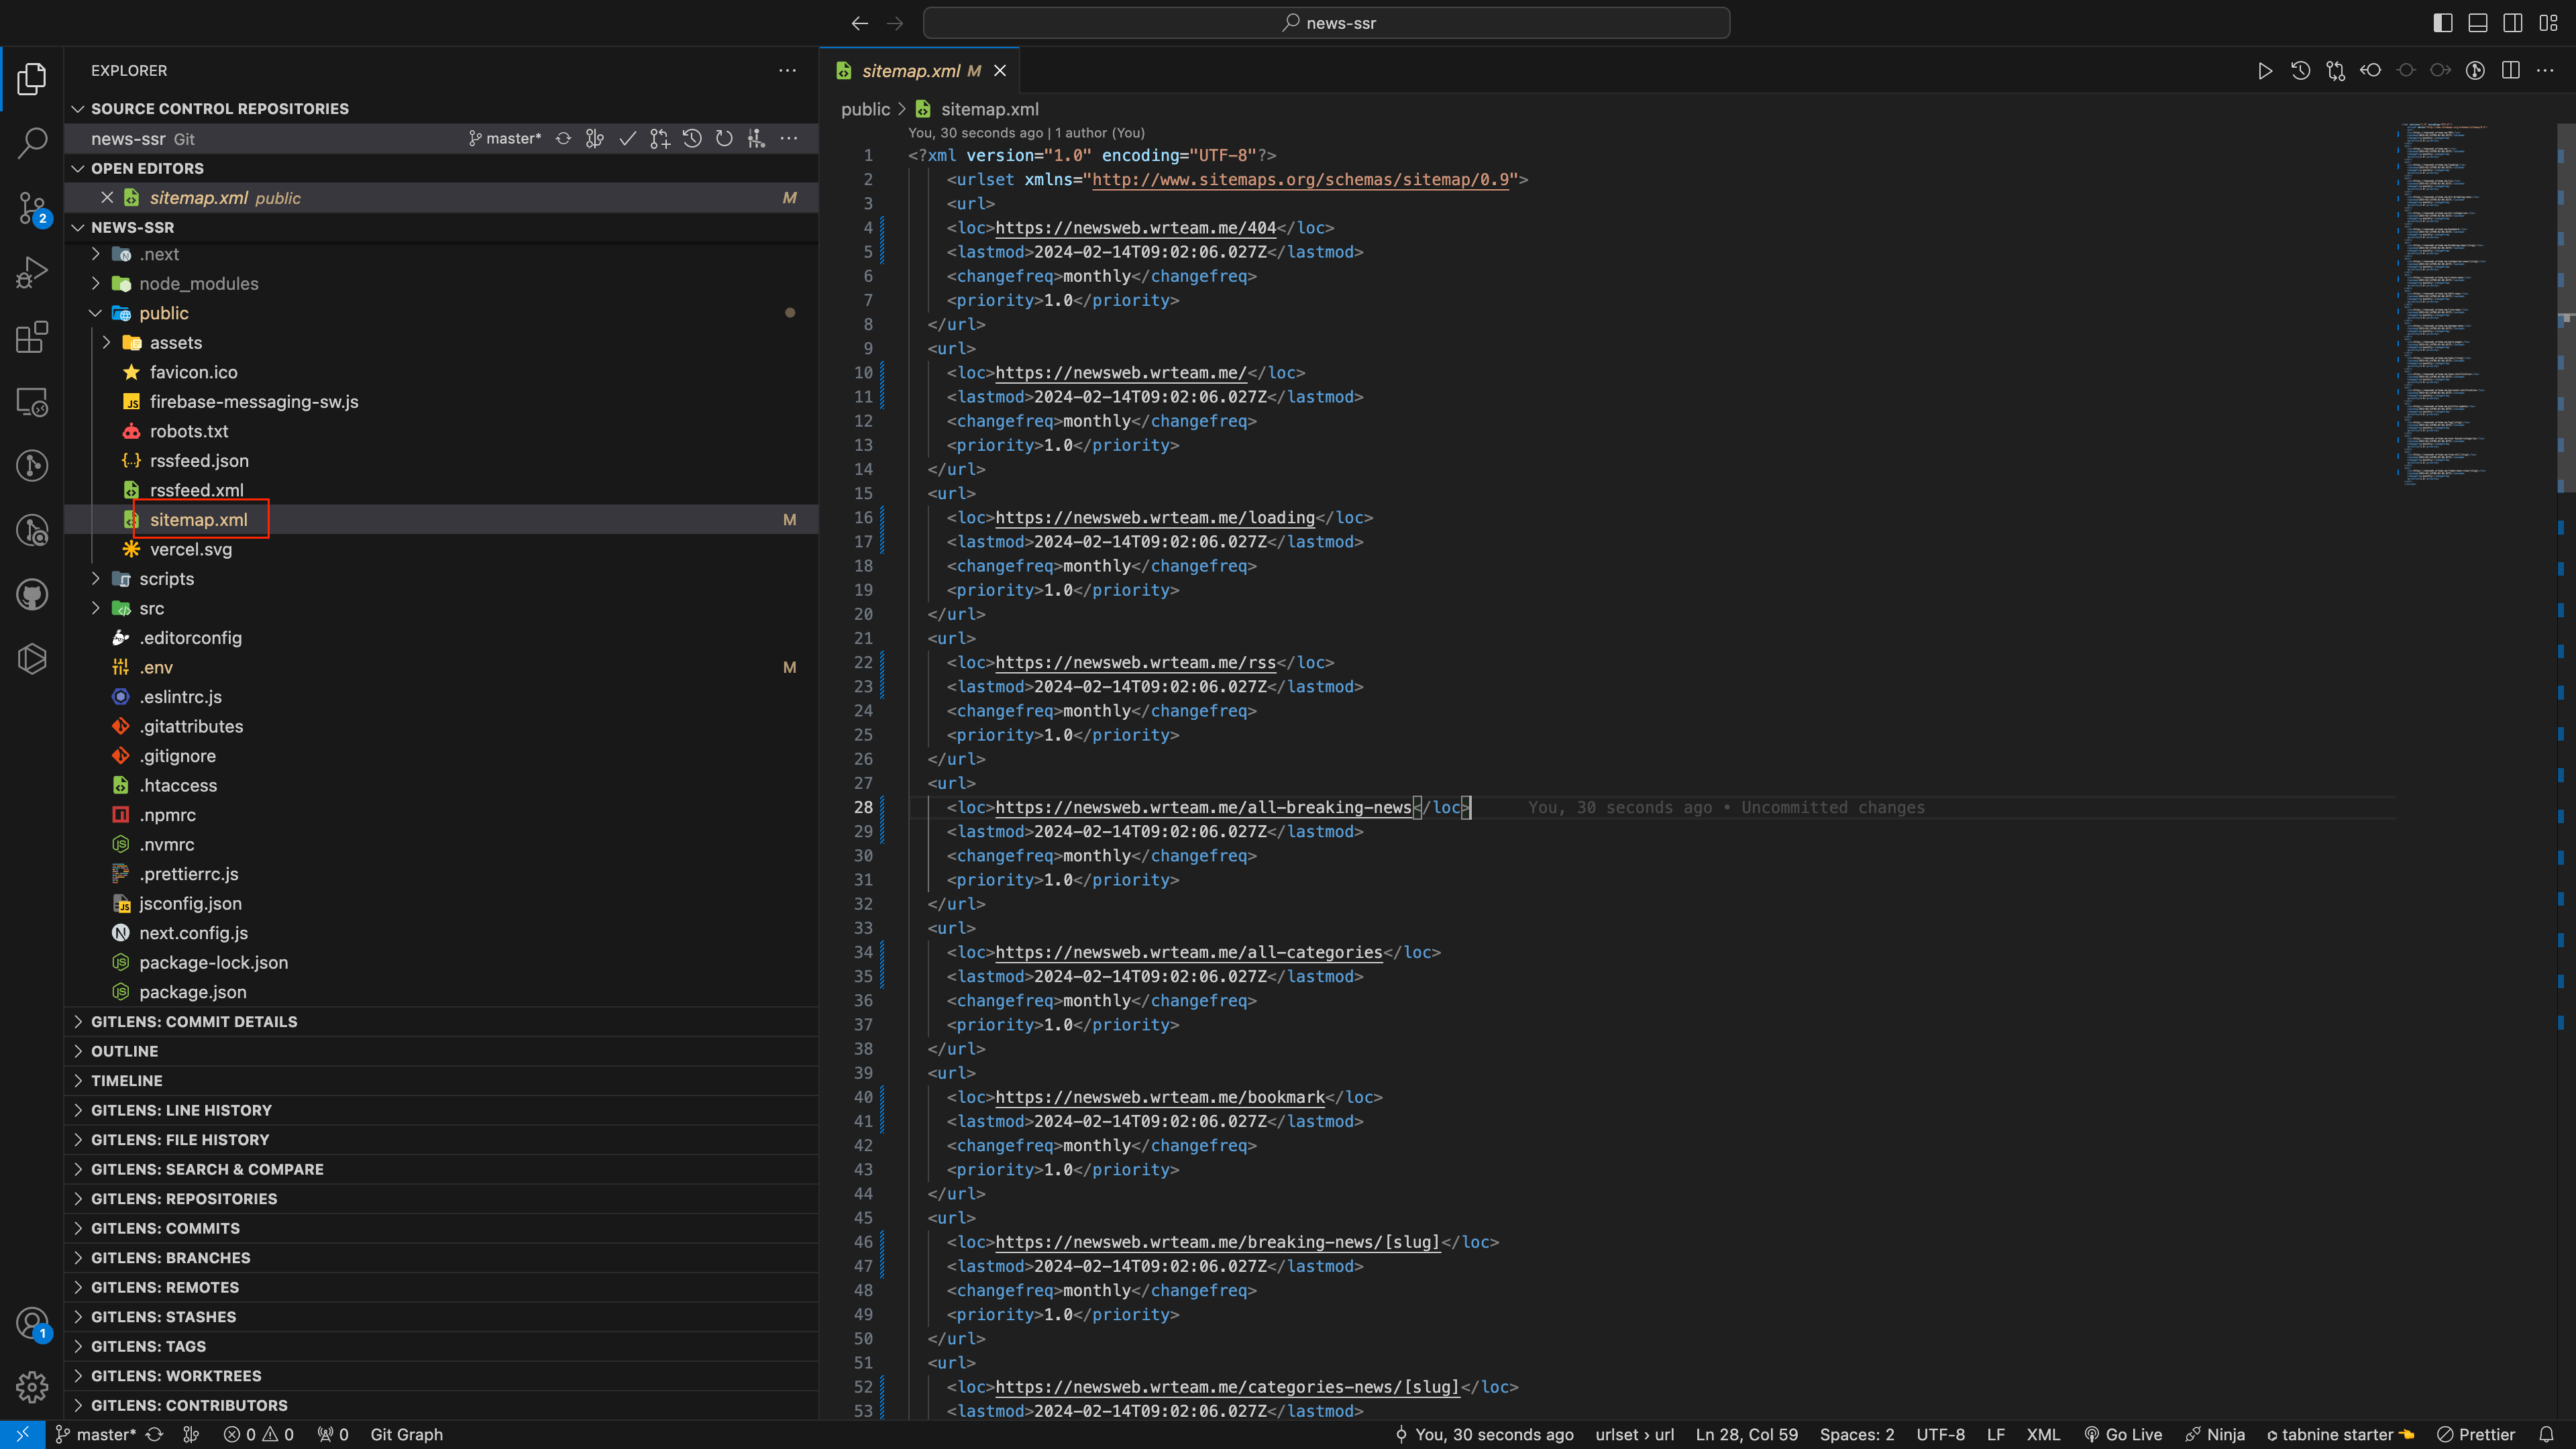 news-ssr
EXPLORER
SOURCE CONTROL REPOSITORIES
news-ssr Git master*
OPEN EDITORS
sitemap.xml public M
NEWS-SSR
.next
node_modules
public
assets
favicon.ico
firebase-messaging-sw.js
robots.txt
rssfeed.json
rssfeed.xml
sitemap.xml M
vercel.svg
scripts
src
.editorconfig
.env M
.eslintrc.js
.gitattributes
.gitignore
.htaccess
.npmrc
.nvmrc
.prettierrc.js
jsconfig.json
next.config.js
package-lock.json
package.json
GITLENS: COMMIT DETAILS
OUTLINE
TIMELINE
GITLENS: LINE HISTORY
GITLENS: FILE HISTORY
GITLENS: SEARCH & COMPARE
GITLENS: REPOSITORIES
GITLENS: COMMITS
GITLENS: BRANCHES
GITLENS: REMOTES
GITLENS: STASHES
GITLENS: TAGS
GITLENS: WORKTREES
GITLENS: CONTRIBUTORS
2
1
sitemap.xml M
public > sitemap.xml
You, 30 seconds ago | 1 author (You)
1 <?xml version="1.0" encoding="UTF-8"?>
2 <urlset xmlns="http://www.sitemaps.org/schemas/sitemap/0.9">
3 <url>
4 <loc>https://newsweb.wrteam.me/404</loc>
5 <lastmod>2024-02-14T09:02:06.027Z</lastmod>
6 <changefreq>monthly</changefreq>
7 <priority>1.0</priority>
8 </url>
9 <url>
10 <loc>https://newsweb.wrteam.me/</loc>
11 <lastmod>2024-02-14T09:02:06.027Z</lastmod>
12 <changefreq>monthly</changefreq>
13 <priority>1.0</priority>
14 </url>
15 <url>
16 <loc>https://newsweb.wrteam.me/loading</loc>
17 <lastmod>2024-02-14T09:02:06.027Z</lastmod>
18 <changefreq>monthly</changefreq>
19 <priority>1.0</priority>
20 </url>
21 <url>
22 <loc>https://newsweb.wrteam.me/rss</loc>
23 <lastmod>2024-02-14T09:02:06.027Z</lastmod>
24 <changefreq>monthly</changefreq>
25 <priority>1.0</priority>
26 </url>
27 <url>
28 <loc>https://newsweb.wrteam.me/all-breaking-news</loc> You, 30 seconds ago • Uncommitted changes
29 <lastmod>2024-02-14T09:02:06.027Z</lastmod>
30 <changefreq>monthly</changefreq>
31 <priority>1.0</priority>
32 </url>
33 <url>
34 <loc>https://newsweb.wrteam.me/all-categories</loc>
35 <lastmod>2024-02-14T09:02:06.027Z</lastmod>
36 <changefreq>monthly</changefreq>
37 <priority>1.0</priority>
38 </url>
39 <url>
40 <loc>https://newsweb.wrteam.me/bookmark</loc>
41 <lastmod>2024-02-14T09:02:06.027Z</lastmod>
42 <changefreq>monthly</changefreq>
43 <priority>1.0</priority>
44 </url>
45 <url>
46 <loc>https://newsweb.wrteam.me/breaking-news/[slug]</loc>
47 <lastmod>2024-02-14T09:02:06.027Z</lastmod>
48 <changefreq>monthly</changefreq>
49 <priority>1.0</priority>
50 </url>
51 <url>
52 <loc>https://newsweb.wrteam.me/categories-news/[slug]</loc>
53 <lastmod>2024-02-14T09:02:06.027Z</lastmod>
master* 0 0 0 Git Graph You, 30 seconds ago urlset › url Ln 28, Col 59 Spaces: 2 UTF-8 LF XML Go Live Ninja tabnine starter Prettier